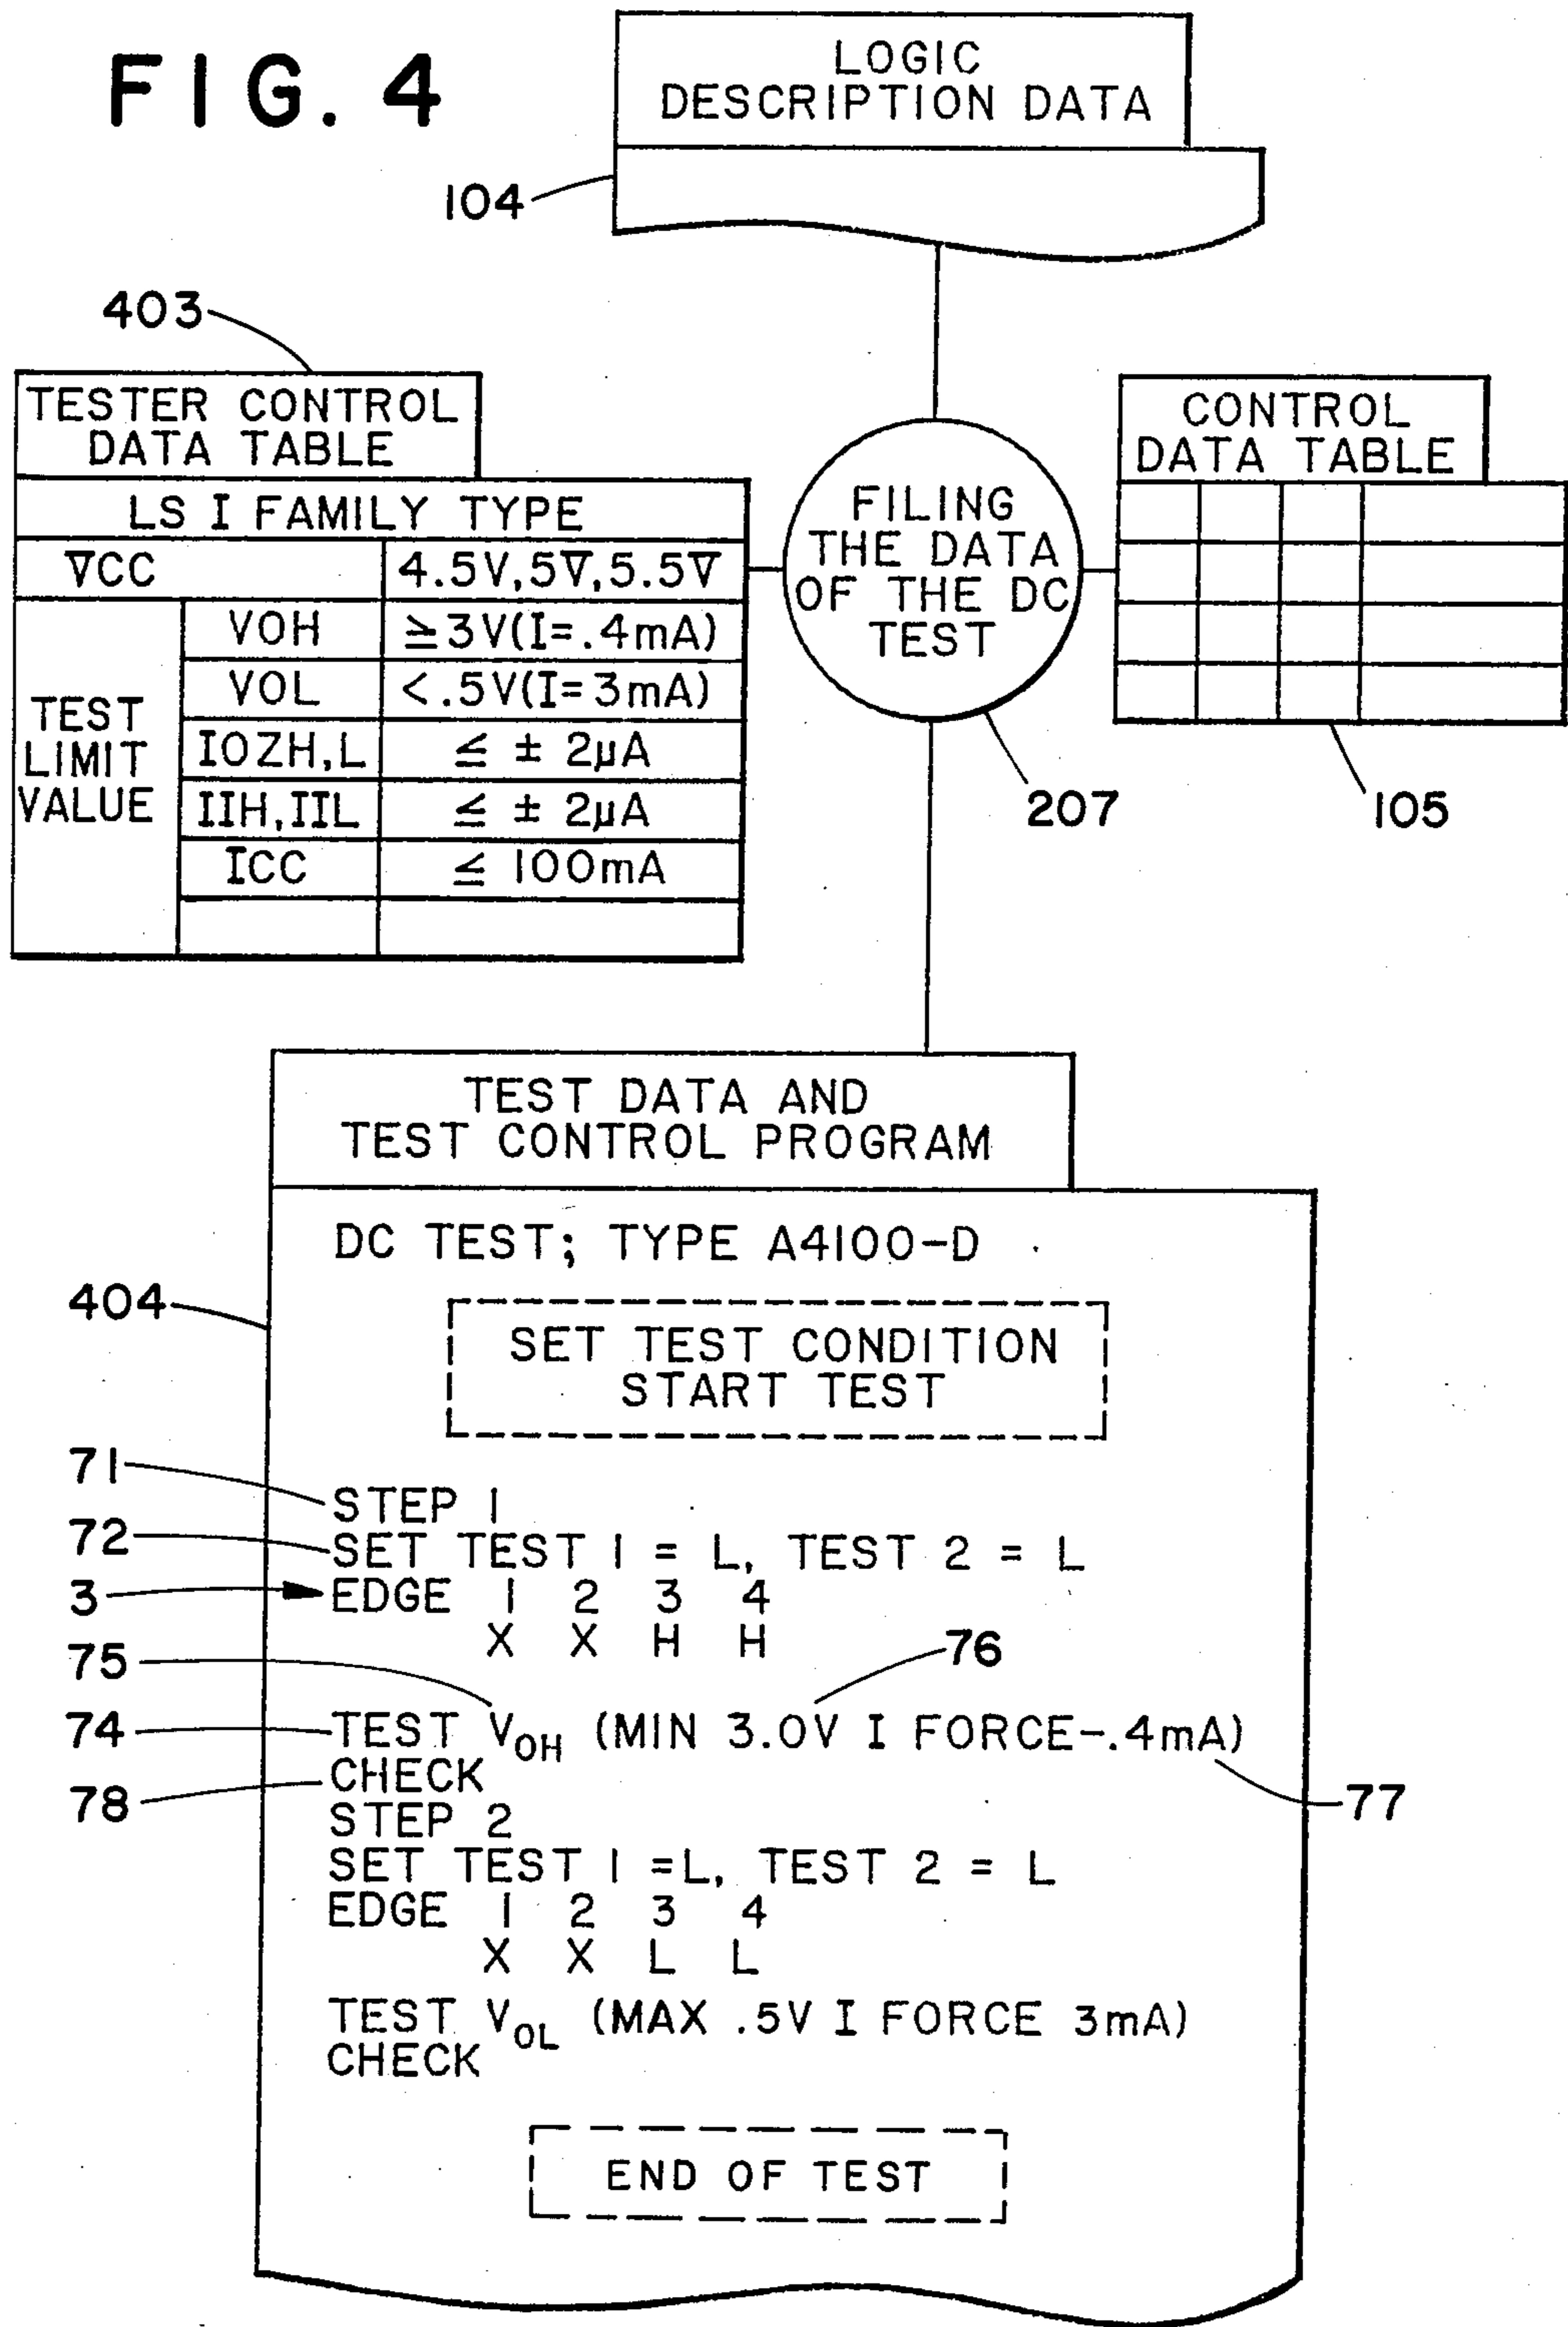 FIG. 4
LOGIC
DESCRIPTION DATA
104
403
TESTER CONTROL
DATA TABLE
LSI FAMILY TYPE
VCC 4.5V, 5V, 5.5V
TEST
LIMIT
VALUE
VOH ≧3V(I=.4mA)
VOL <.5V(I=3mA)
IOZH,L ≦ ± 2μA
IIH,IIL ≦ ± 2μA
ICC ≦ 100mA
FILING
THE DATA
OF THE DC
TEST
207
CONTROL
DATA TABLE
105
TEST DATA AND
TEST CONTROL PROGRAM
404
DC TEST; TYPE A4100-D
SET TEST CONDITION
START TEST
71
STEP 1
72
SET TEST 1 = L, TEST 2 = L
3
EDGE 1 2 3 4
X X H H
75
76
74
TEST VOH (MIN 3.0V I FORCE-.4mA)
77
78
CHECK
STEP 2
SET TEST 1 =L, TEST 2 = L
EDGE 1 2 3 4
X X L L
TEST VOL (MAX .5V I FORCE 3mA)
CHECK
END OF TEST